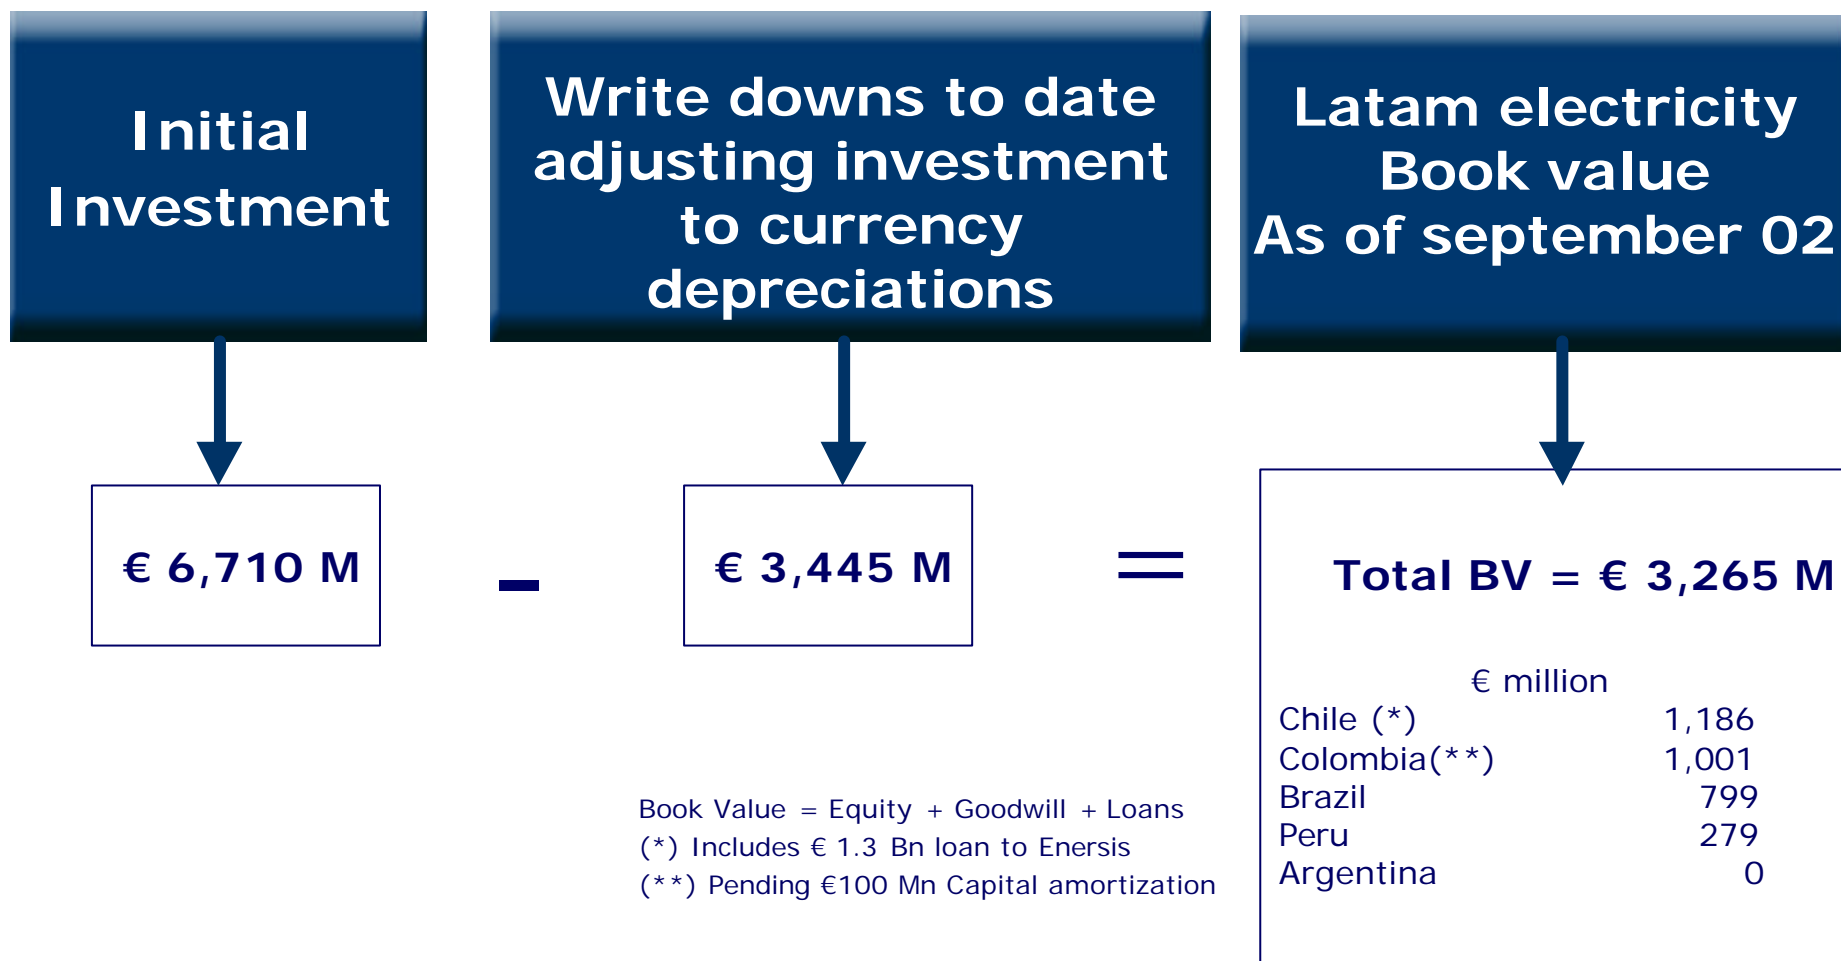 Initial
Investment
Write downs to date
adjusting investment
to currency
depreciations
Latam electricity
Book value
As of september 02
€ 6,710 M
-
€ 3,445 M
=
Total BV = € 3,265 M
€ million
Chile (*) 1,186
Colombia(**) 1,001
Brazil 799
Peru 279
Argentina 0
Book Value = Equity + Goodwill + Loans
(*) Includes € 1.3 Bn loan to Enersis
(**) Pending €100 Mn Capital amortization